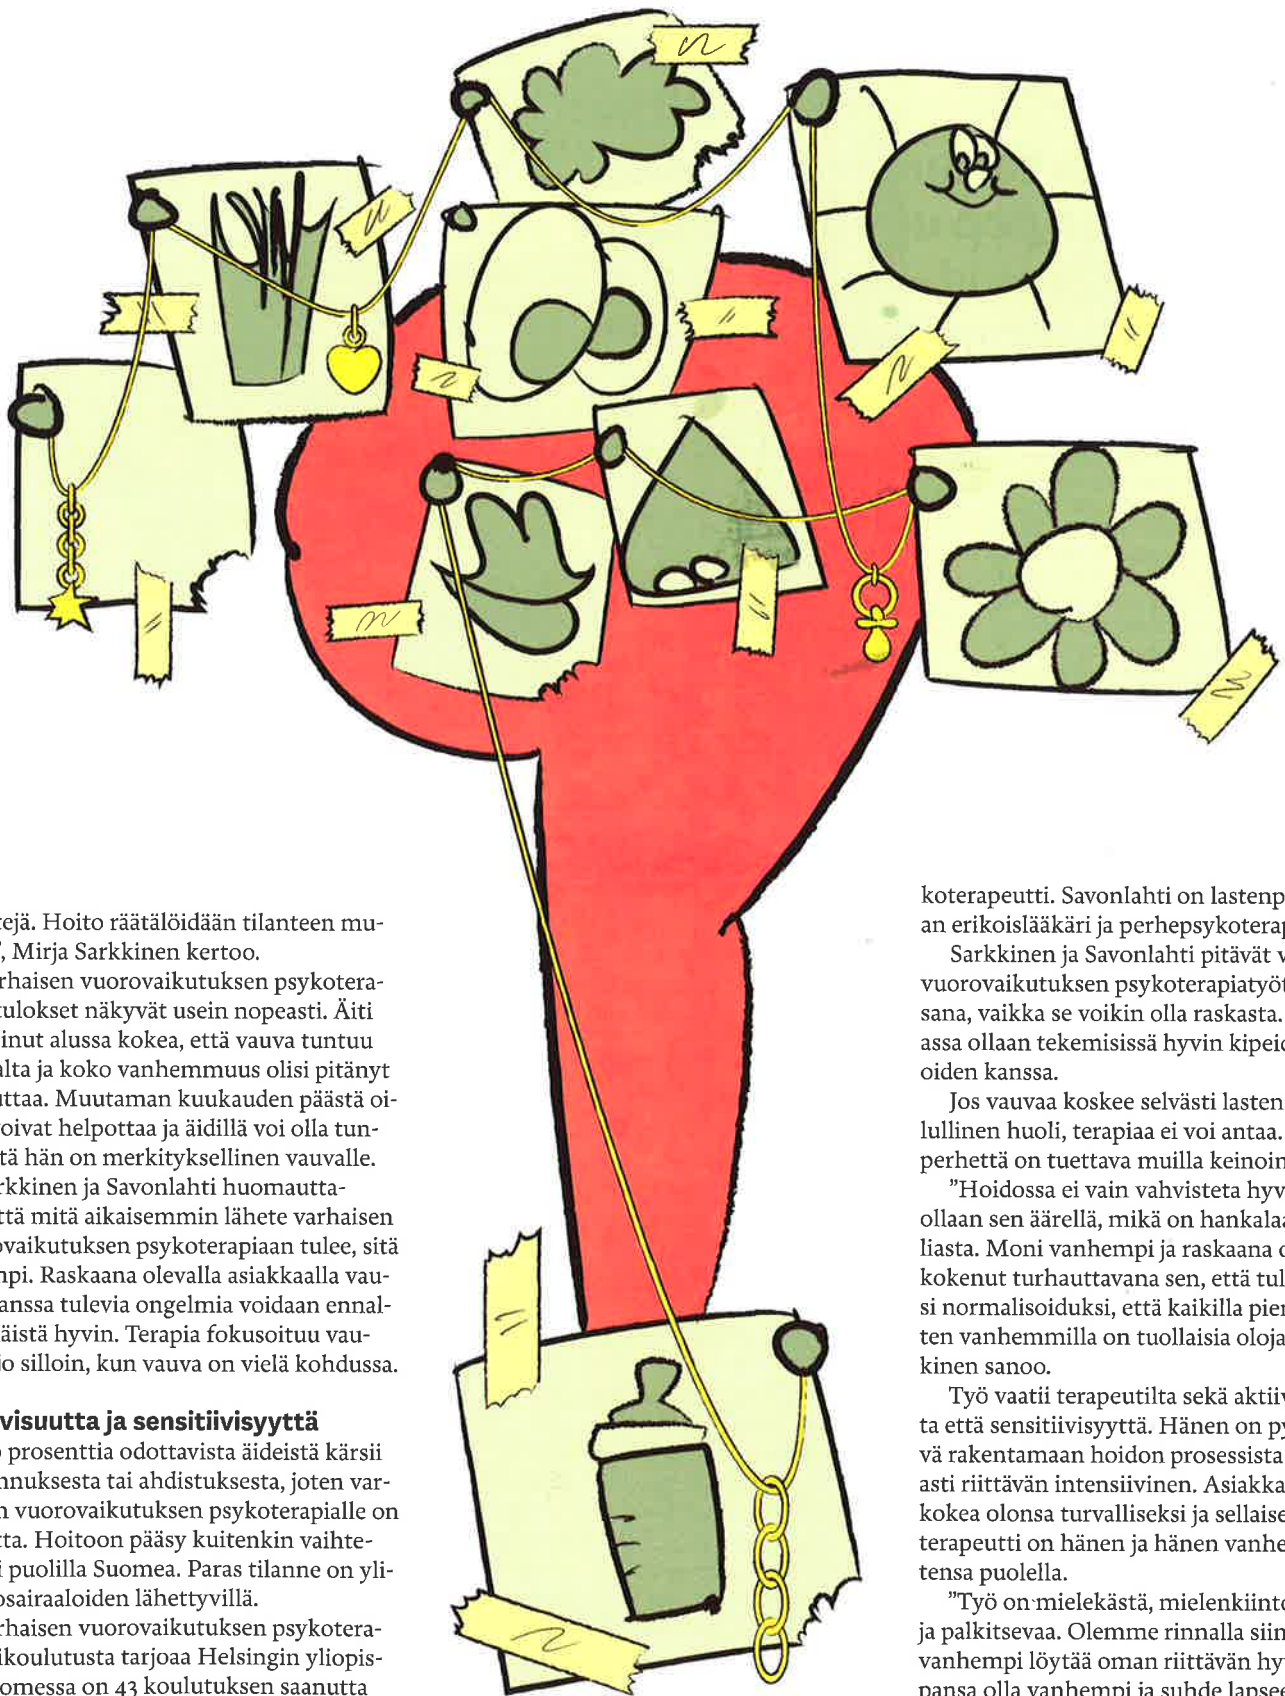 tejä. Hoito räätälöidään tilanteen mu-
", Mirja Sarkkinen kertoo.
rhaisen vuorovaikutuksen psykotera-
tulokset näkyvät usein nopeasti. Äiti
inut alussa kokea, että vauva tuntuu
alta ja koko vanhemmuus olisi pitänyt
uttaa. Muutaman kuukauden päästä oi-
oivat helpottaa ja äidillä voi olla tun-
tä hän on merkityksellinen vauvalle.
rkkinen ja Savonlahti huomautta-
ttä mitä aikaisemmin lähete varhaisen
ovaikutuksen psykoterapiaan tulee, sitä
mpi. Raskaana olevalla asiakkaalla vau-
anssa tulevia ongelmia voidaan ennal-
äistä hyvin. Terapia fokusoituu vau-
jo silloin, kun vauva on vielä kohdussa.
visuutta ja sensitiivisyyttä
prosenttia odottavista äideistä kärsii
nnuksesta tai ahdistuksesta, joten var-
n vuorovaikutuksen psykoterapialle on
tta. Hoitoon pääsy kuitenkin vaihte-
i puolilla Suomea. Paras tilanne on yli-
osairaaloiden lähettyvillä.
rhaisen vuorovaikutuksen psykotera-
ikoulutusta tarjoaa Helsingin yliopis-
omessa on 43 koulutuksen saanutta
koterapeutti. Savonlahti on lastenp
an erikoislääkäri ja perhepsykoterap
Sarkkinen ja Savonlahti pitävät v
vuorovaikutuksen psykoterapiatyöt
sana, vaikka se voikin olla raskasta.
assa ollaan tekemisissä hyvin kipeid
oiden kanssa.
Jos vauvaa koskee selvästi lasten
lullinen huoli, terapiaa ei voi antaa.
perhettä on tuettava muilla keinoin
"Hoidossa ei vain vahvisteta hyv
ollaan sen äärellä, mikä on hankalaa
liasta. Moni vanhempi ja raskaana o
kokenut turhauttavana sen, että tul
si normalisoiduksi, että kaikilla pien
ten vanhemmilla on tuollaisia oloja
kinen sanoo.
Työ vaatii terapeutilta sekä aktiiv
ta että sensitiivisyyttä. Hänen on py
vä rakentamaan hoidon prosessista
asti riittävän intensiivinen. Asiakka
kokea olonsa turvalliseksi ja sellaise
terapeutti on hänen ja hänen vanhe
tensa puolella.
"Työ on mielekästä, mielenkiinto
ja palkitsevaa. Olemme rinnalla siin
vanhempi löytää oman riittävän hyv
pansa olla vanhempi ja suhde lapsee